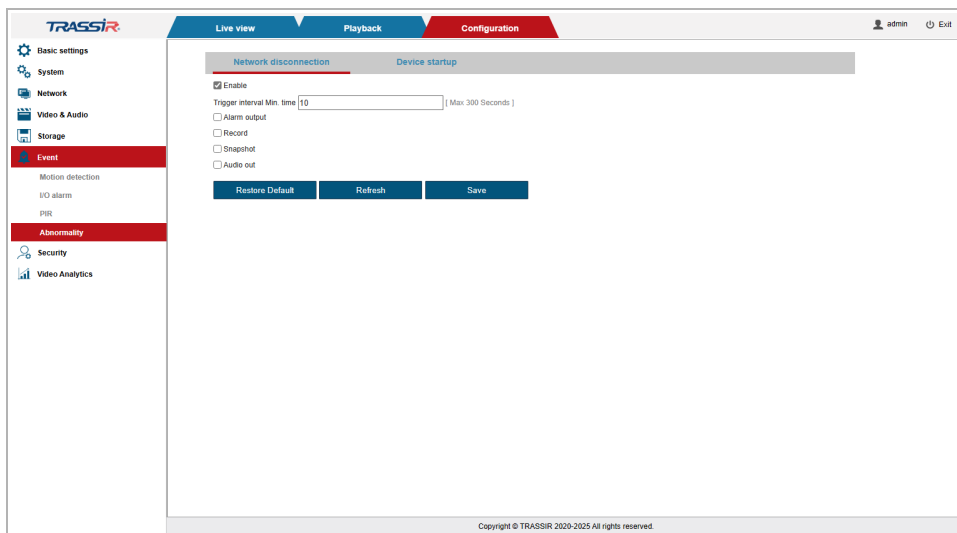 TRASSIR
Live view
Playback
Configuration
admin
Exit
Basic settings
System
Network
Video & Audio
Storage
Event
Motion detection
I/O alarm
PIR
Abnormality
Security
Video Analytics
Network disconnection
Device startup
Enable
Trigger interval Min. time 10 [ Max 300 Seconds ]
Alarm output
Record
Snapshot
Audio out
Restore Default
Refresh
Save
Copyright © TRASSIR 2020-2025 All rights reserved.